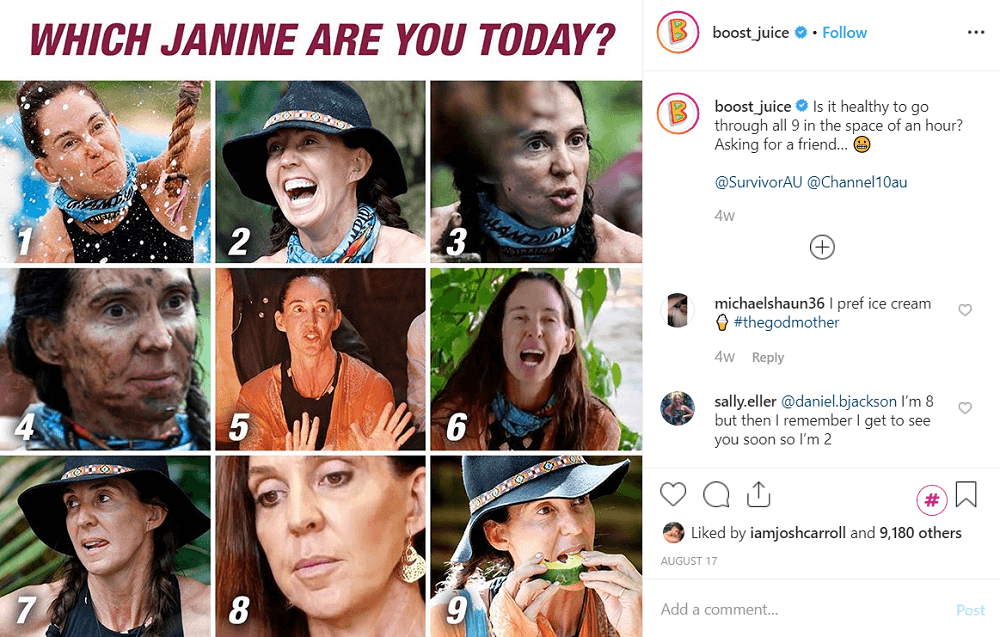 WHICH JANINE ARE YOU TODAY?
1
2
3
4
5
6
7
8
9
boost_juice • Follow
boost_juice Is it healthy to go
through all 9 in the space of an hour?
Asking for a friend... 😬
@SurvivorAU @Channel10au
4w
michaelshaun36 I pref ice cream
🍦 #thegodmother
4w Reply
sally.eller @daniel.bjackson I'm 8
but then I remember I get to see
you soon so I'm 2
#
Liked by iamjoshcarroll and 9,180 others
AUGUST 17
Add a comment...
Post